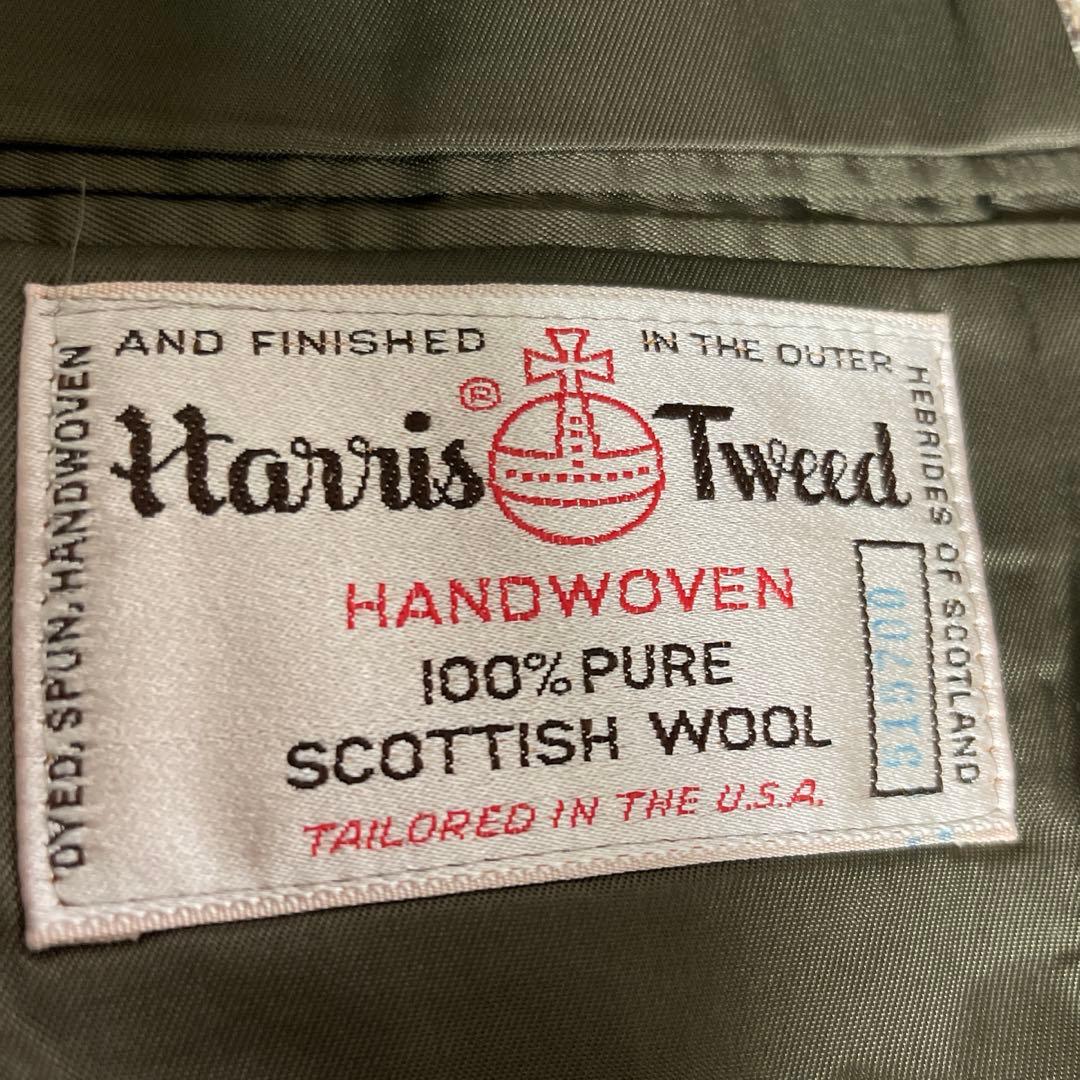 DYED, SPUN, HANDWOVEN
AND FINISHED
IN THE OUTER
HEBRIDES OF SCOTLAND
Harris® Tweed
HANDWOVEN
100% PURE
SCOTTISH WOOL
TAILORED IN THE U.S.A.